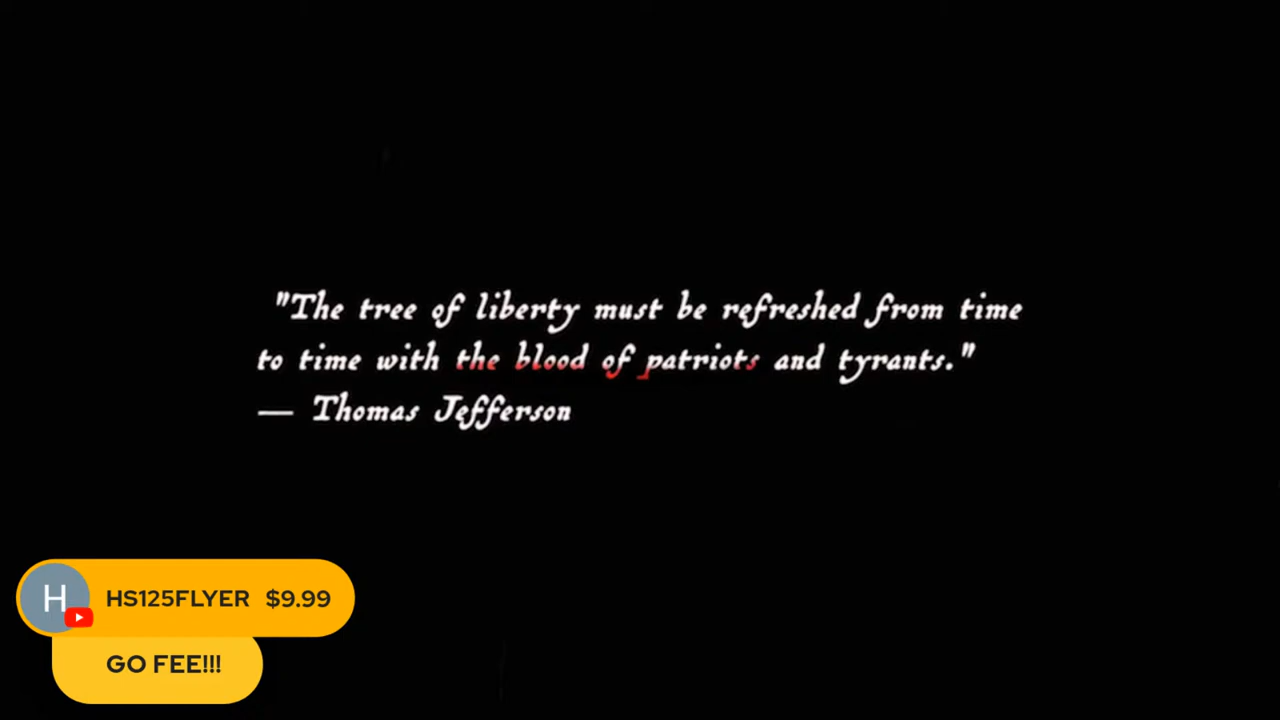 "The tree of liberty must be refreshed from time
to time with the blood of patriots and tyrants."
— Thomas Jefferson
H
HS125FLYER $9.99
GO FEE!!!